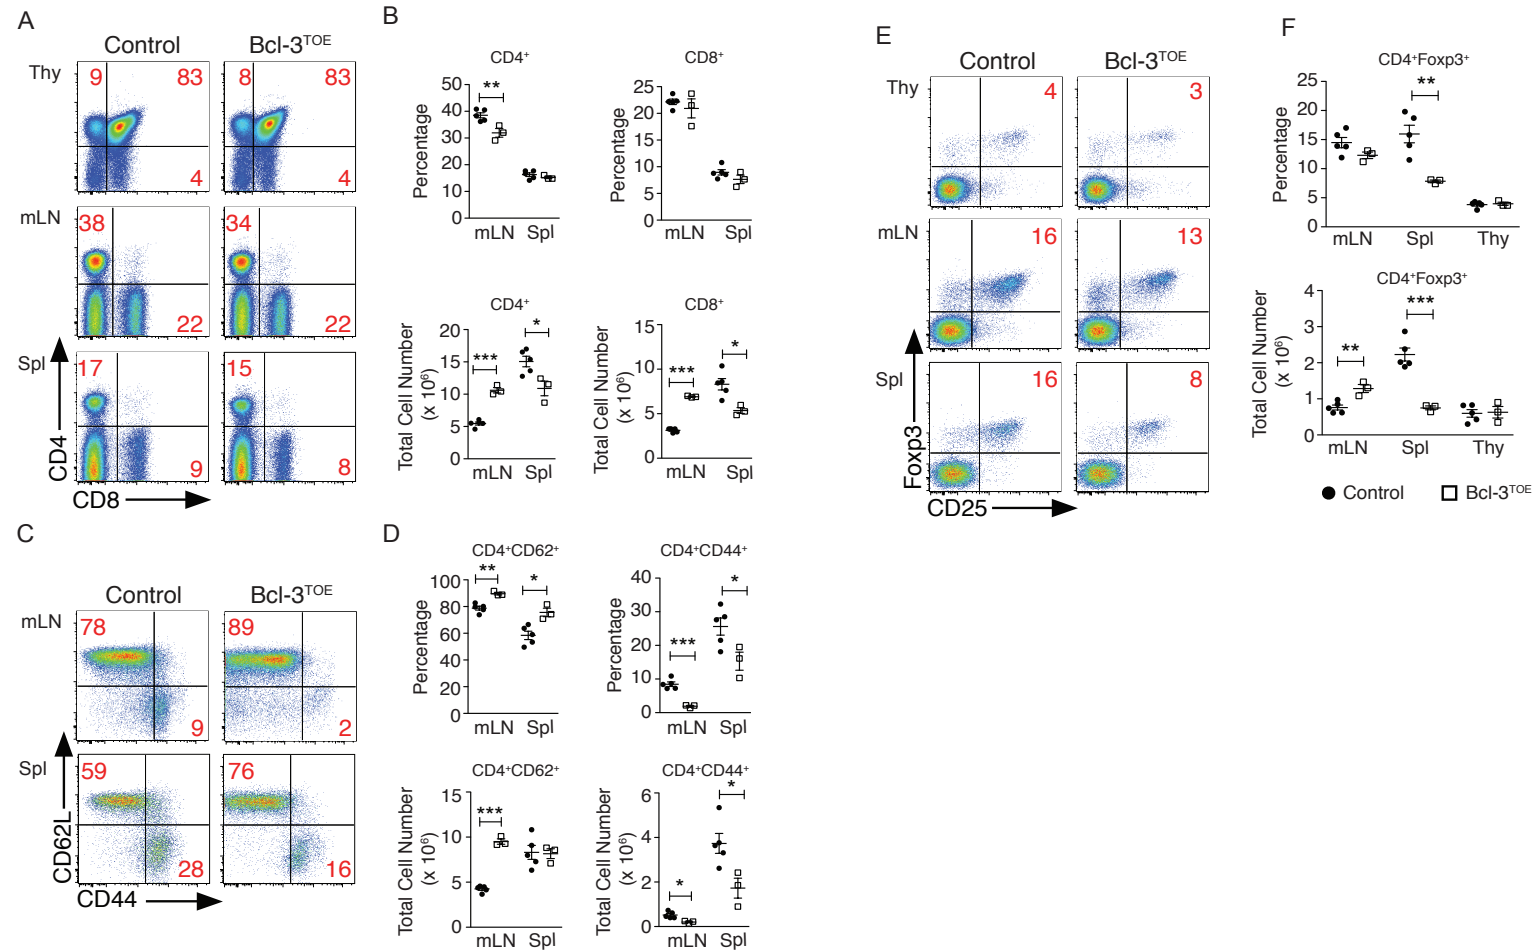 A
Control
Bcl-3TOE
Thy
9
83
8
83
4
4
mLN
38
34
22
22
Spl
17
15
9
8
CD4
CD8
B
CD4+
Percentage
50
40
30
20
10
0
**
mLN Spl
CD8+
Percentage
25
20
15
10
5
0
mLN Spl
CD4+
Total Cell Number
(x 10⁶)
20
15
10
5
0
***
*
mLN Spl
CD8+
Total Cell Number
(x 10⁶)
15
10
5
0
***
*
mLN Spl
C
Control
Bcl-3TOE
mLN
78
89
9
2
Spl
59
76
28
16
CD62L
CD44
D
CD4+CD62+
Percentage
100
80
60
40
20
0
**
*
mLN Spl
CD4+CD44+
Percentage
40
30
20
10
0
***
*
mLN Spl
CD4+CD62+
Total Cell Number
(x 10⁶)
15
10
5
0
***
mLN Spl
CD4+CD44+
Total Cell Number
(x 10⁶)
6
4
2
0
*
*
mLN Spl
E
Control
Bcl-3TOE
Thy
4
3
mLN
16
13
Spl
16
8
Foxp3
CD25
F
CD4+Foxp3+
Percentage
25
20
15
10
5
0
**
mLN Spl Thy
CD4+Foxp3+
Total Cell Number
(x 10⁶)
4
3
2
1
0
**
***
mLN Spl Thy
Control
Bcl-3TOE